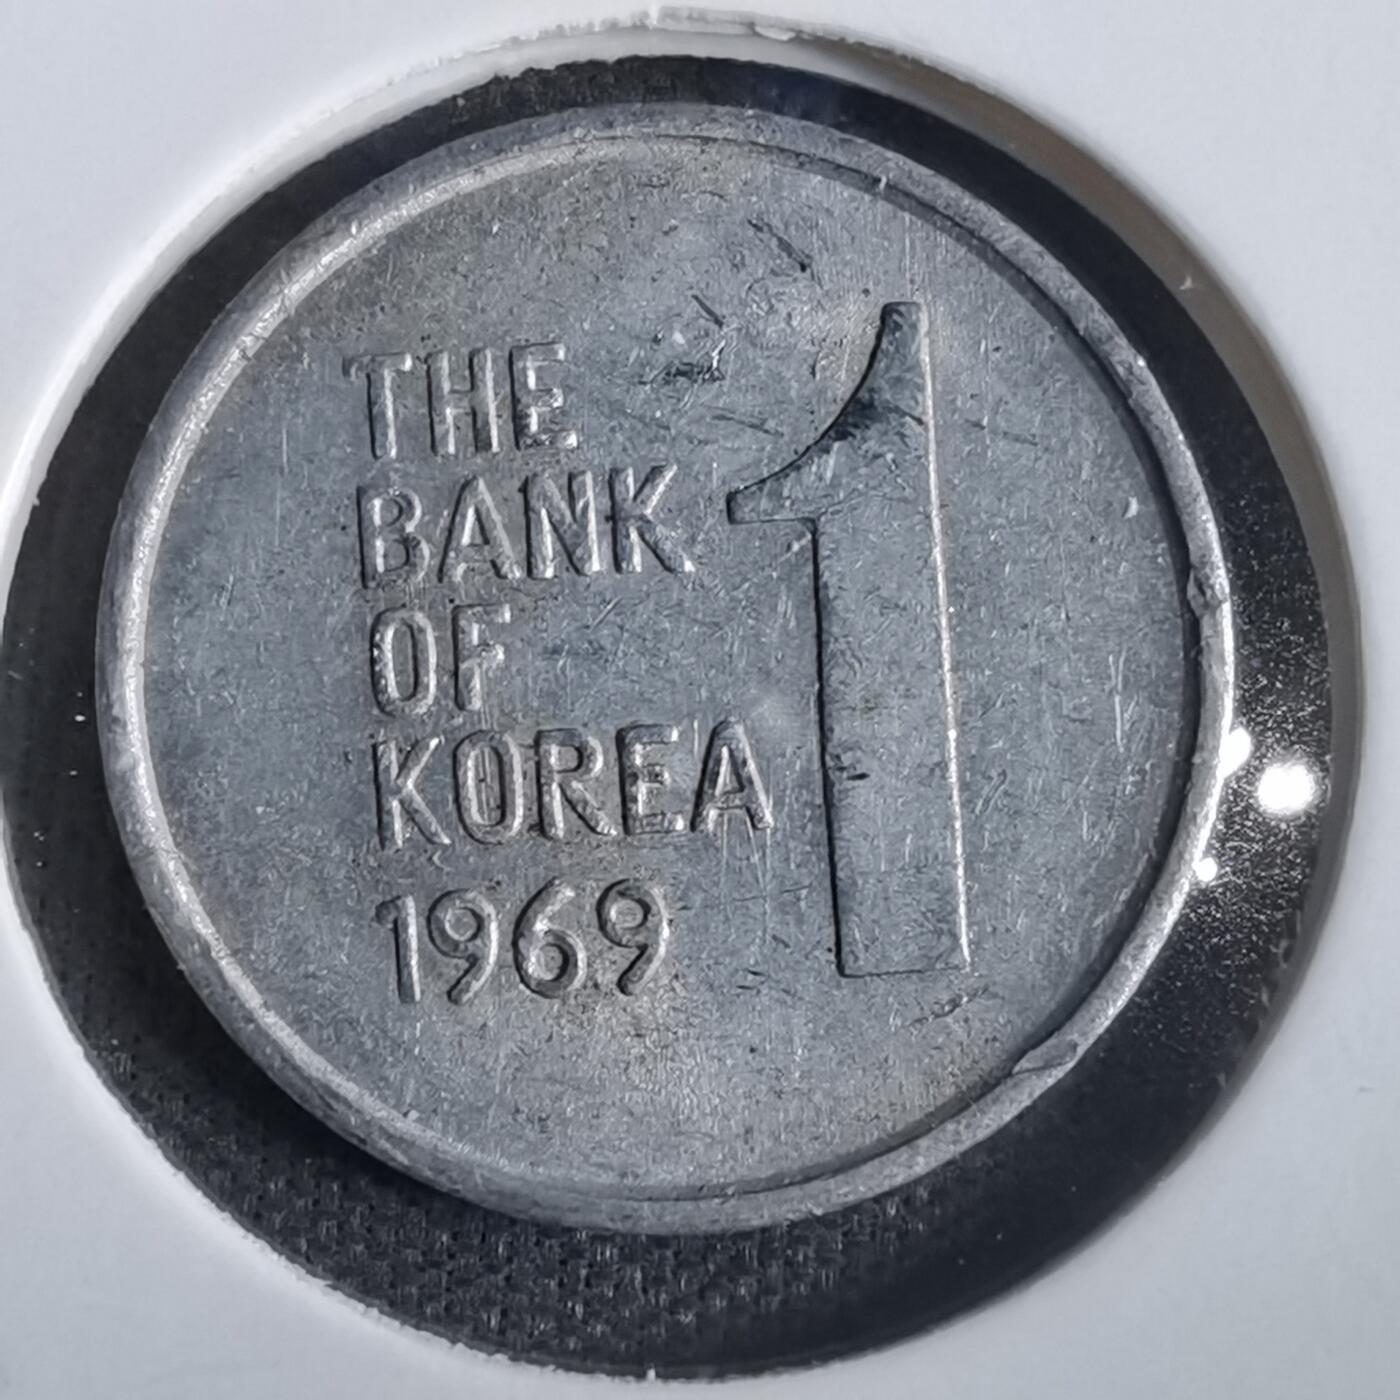 THE
BANK
OF
KOREA
1969
1